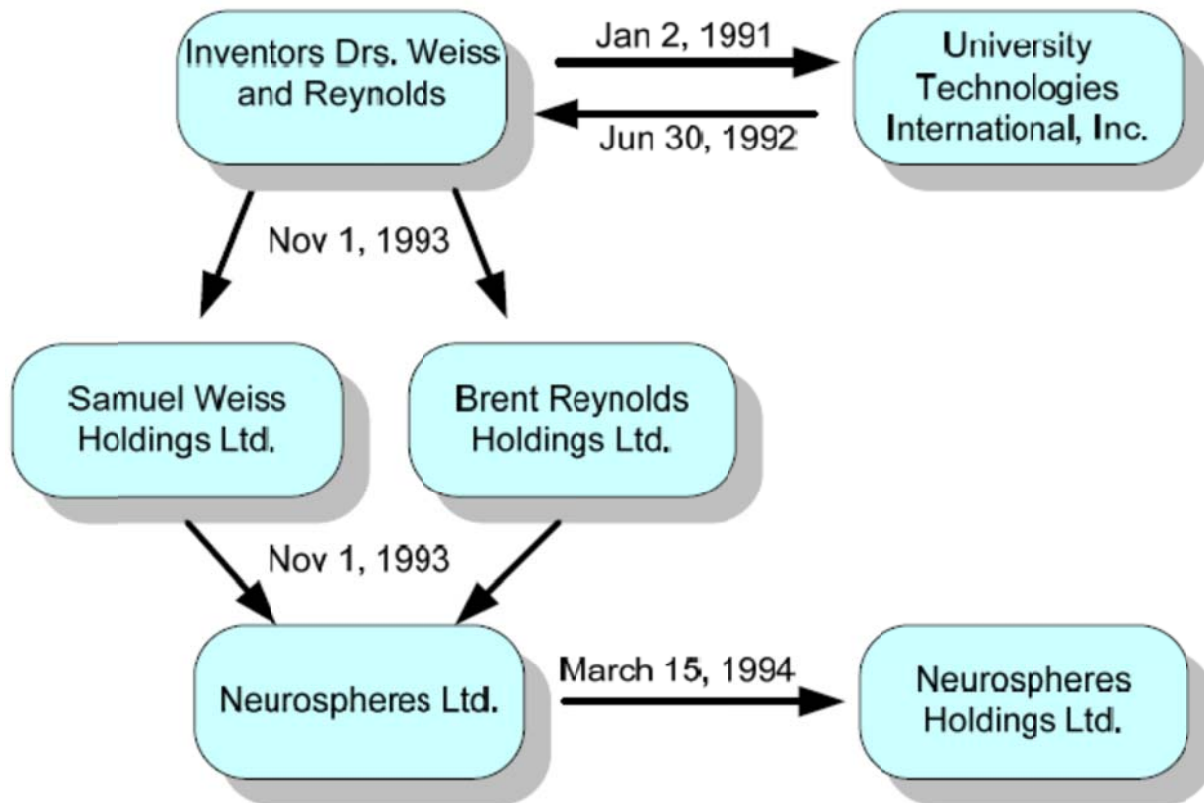 Inventors Drs. Weiss
and Reynolds
Jan 2, 1991
Jun 30, 1992
University
Technologies
International, Inc.
Nov 1, 1993
Samuel Weiss
Holdings Ltd.
Brent Reynolds
Holdings Ltd.
Nov 1, 1993
Neurospheres Ltd.
March 15, 1994
Neurospheres
Holdings Ltd.